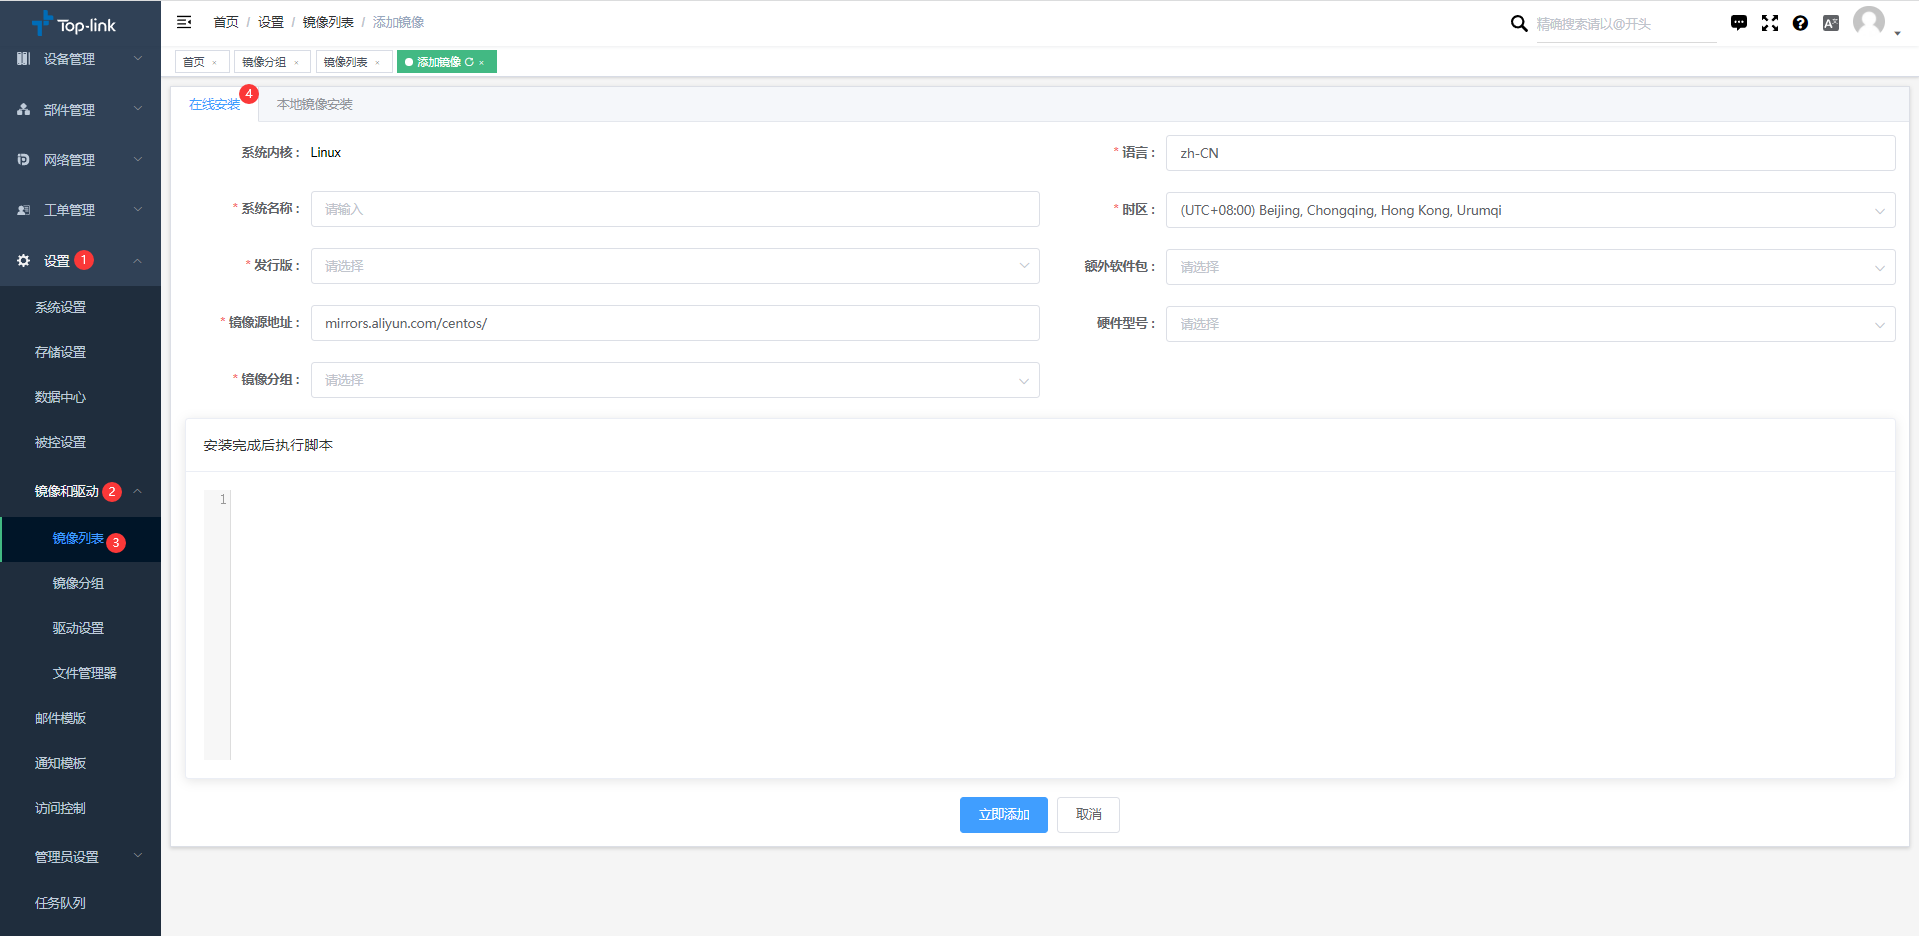 Top-link
设备管理
部件管理
网络管理
工单管理
设置 1
系统设置
存储设置
数据中心
被控设置
镜像和驱动 2
镜像列表 3
镜像分组
驱动设置
文件管理器
邮件模版
通知模板
访问控制
管理员设置
任务队列
首页 / 设置 / 镜像列表 / 添加镜像
精确搜索请以@开头
首页 × 镜像分组 × 镜像列表 × 添加镜像 ×
在线安装 4 本地镜像安装
系统内核： Linux
* 语言： zh-CN
* 系统名称： 请输入
* 时区： (UTC+08:00) Beijing, Chongqing, Hong Kong, Urumqi
* 发行版： 请选择
额外软件包： 请选择
* 镜像源地址： mirrors.aliyun.com/centos/
硬件型号： 请选择
* 镜像分组： 请选择
安装完成后执行脚本
1
立即添加 取消